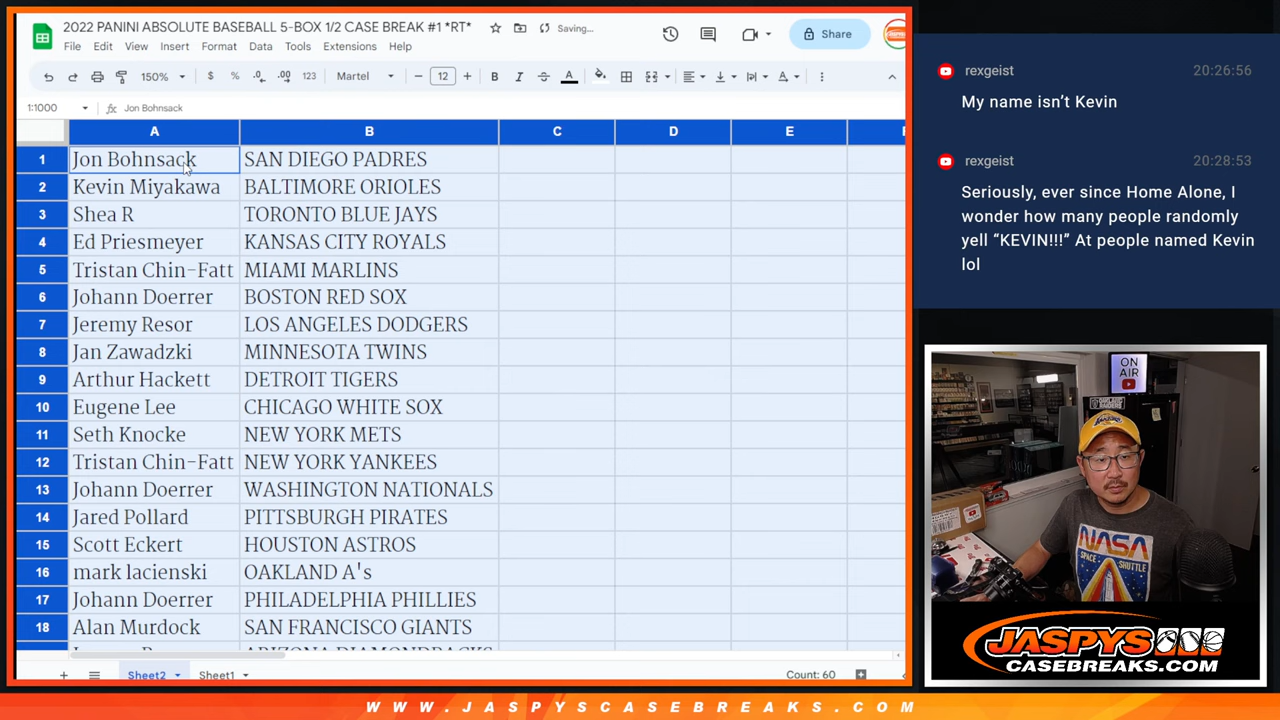 2022 PANINI ABSOLUTE BASEBALL 5-BOX 1/2 CASE BREAK #1 *RT*
Saving...
File Edit View Insert Format Data Tools Extensions Help
Share
150% $ % .0 .00 123 Martel 12 B I A
1:1000 fx Jon Bohnsack
A B C D E
1 Jon Bohnsack SAN DIEGO PADRES
2 Kevin Miyakawa BALTIMORE ORIOLES
3 Shea R TORONTO BLUE JAYS
4 Ed Priesmeyer KANSAS CITY ROYALS
5 Tristan Chin-Fatt MIAMI MARLINS
6 Johann Doerrer BOSTON RED SOX
7 Jeremy Resor LOS ANGELES DODGERS
8 Jan Zawadzki MINNESOTA TWINS
9 Arthur Hackett DETROIT TIGERS
10 Eugene Lee CHICAGO WHITE SOX
11 Seth Knocke NEW YORK METS
12 Tristan Chin-Fatt NEW YORK YANKEES
13 Johann Doerrer WASHINGTON NATIONALS
14 Jared Pollard PITTSBURGH PIRATES
15 Scott Eckert HOUSTON ASTROS
16 mark lacienski OAKLAND A's
17 Johann Doerrer PHILADELPHIA PHILLIES
18 Alan Murdock SAN FRANCISCO GIANTS
ARIZONA DIAMONDBACKS
Sheet2 Sheet1 Count: 60
rexgeist 20:26:56
My name isn't Kevin
rexgeist 20:28:53
Seriously, ever since Home Alone, I
wonder how many people randomly
yell “KEVIN!!!” At people named Kevin
lol
ON
AIR
NASA
SPACE SHUTTLE
JASPYS
CASEBREAKS.COM
WWW.JASPYSCASEBREAKS.COM